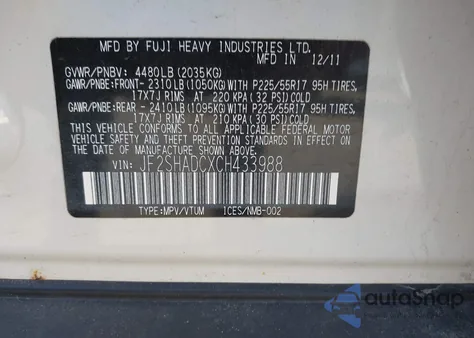 MFD BY FUJI HEAVY INDUSTRIES LTD.
MFD IN 12/11
GVWR/PNBV: 4480LB (2035KG)
GAWR/PNBE:FRONT- 2310LB (1050KG)WITH P225/55R17 95H TIRES,
17X7J RIMS AT 220 KPA (32 PSI) COLD
GAWR/PNBE:REAR - 2410LB (1095KG)WITH P225/55R17 95H TIRES,
17X7J RIMS AT 210 KPA (30 PSI) COLD
THIS VEHICLE CONFORMS TO ALL APPLICABLE FEDERAL MOTOR
VEHICLE SAFETY, BUMPER AND THEFT PREVENTION STANDARDS
IN EFFECT ON THE DATE OF MANUFACTURE SHOWN ABOVE.
VIN: JF2SHADCXCH433988
TYPE:MPV/VTUM ICES/NMB-002
autoSnap